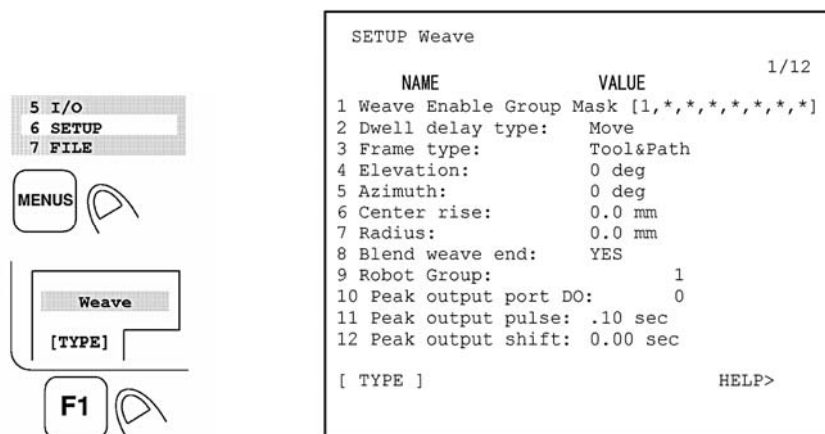 5 I/O
6 SETUP
7 FILE
MENUS
Weave
[TYPE]
F1
SETUP Weave
1/12
NAME VALUE
1 Weave Enable Group Mask [1,*,*,*,*,*,*,*]
2 Dwell delay type: Move
3 Frame type: Tool&Path
4 Elevation: 0 deg
5 Azimuth: 0 deg
6 Center rise: 0.0 mm
7 Radius: 0.0 mm
8 Blend weave end: YES
9 Robot Group: 1
10 Peak output port DO: 0
11 Peak output pulse: .10 sec
12 Peak output shift: 0.00 sec
[ TYPE ] HELP>